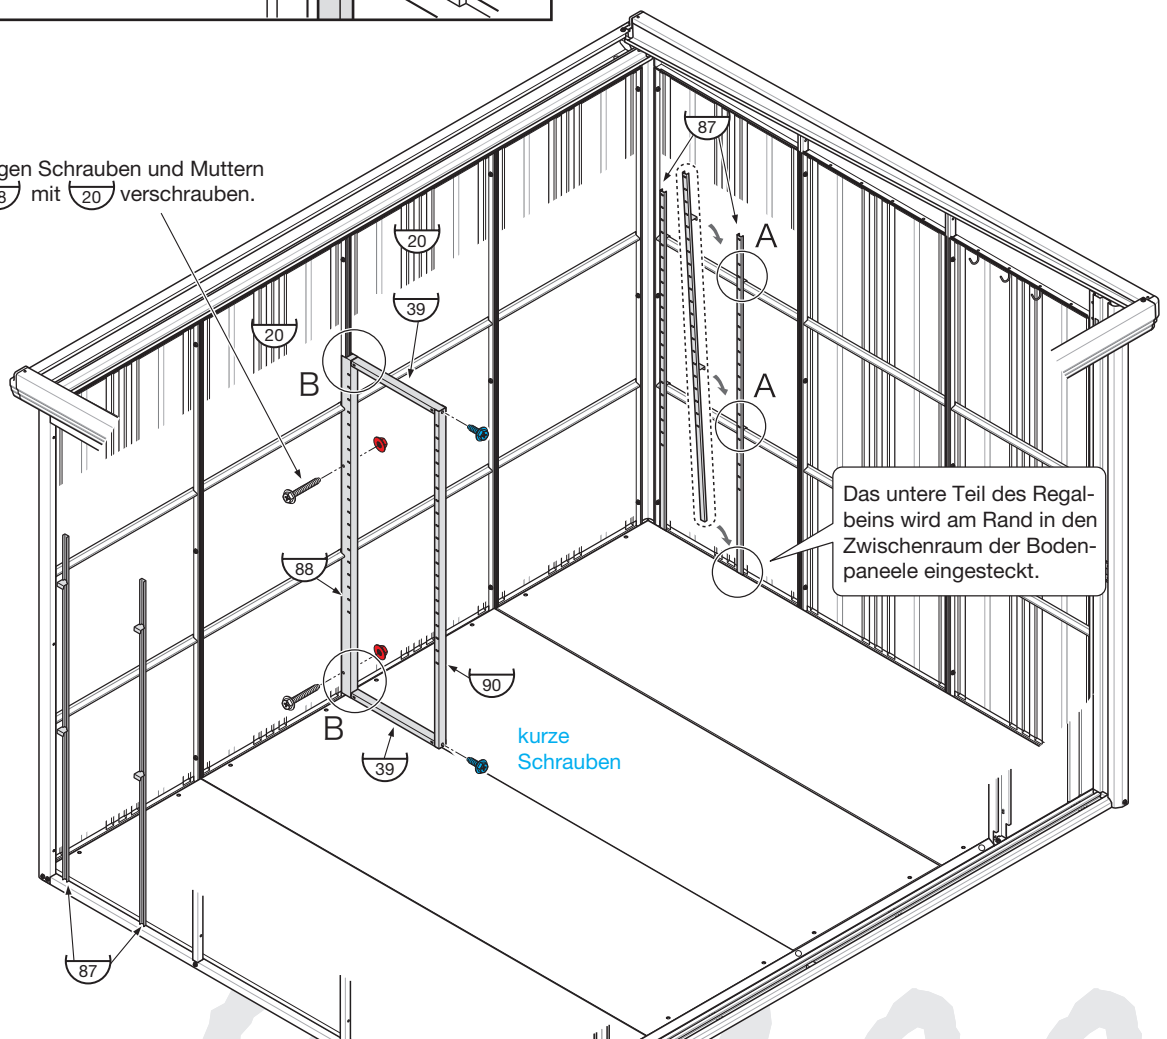 gen Schrauben und Muttern
8 mit 20 verschrauben.
87
20
39
20
A
B
A
Das untere Teil des Regal-
beins wird am Rand in den
Zwischenraum der Boden-
paneele eingesteckt.
88
90
B
kurze
Schrauben
39
87